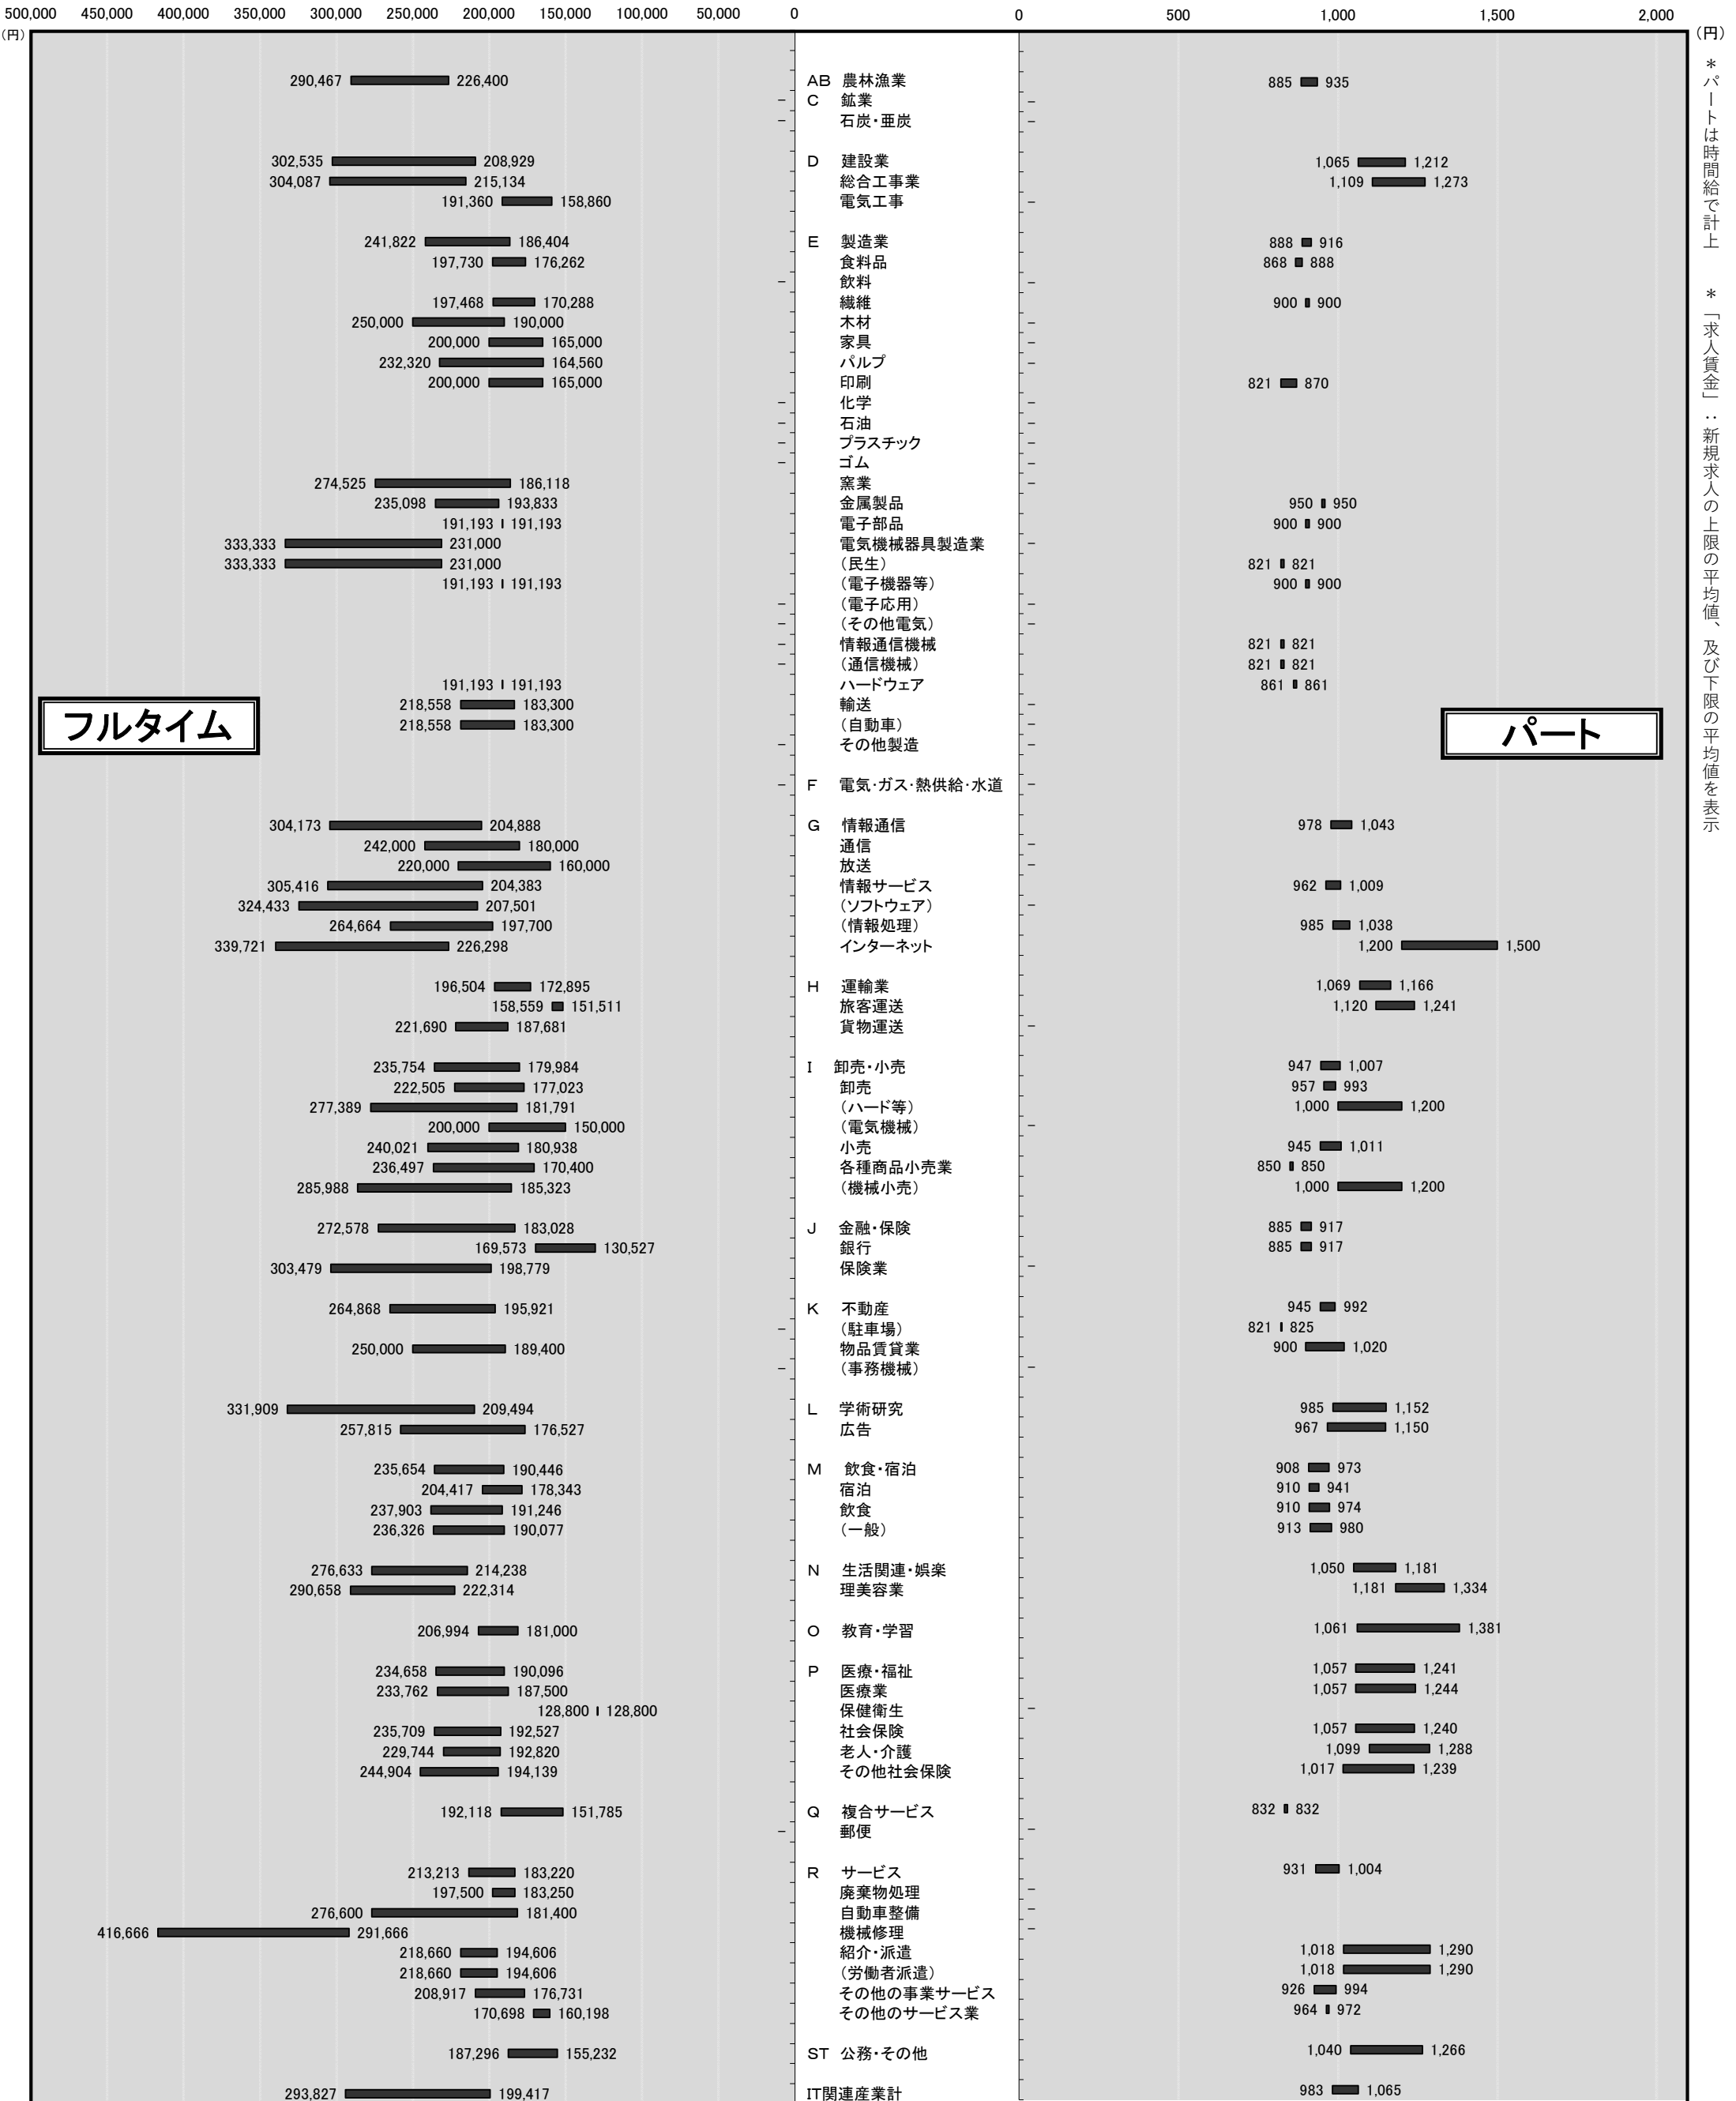 500,000 450,000 400,000 350,000 300,000 250,000 200,000 150,000 100,000 50,000 0 0 500 1,000 1,500 2,000
(円) (円)
290,467 226,400 AB 農林漁業 885 935
C 鉱業
石炭・亜炭
302,535 208,929 D 建設業 1,065 1,212
304,087 215,134 総合工事業 1,109 1,273
191,360 158,860 電気工事
241,822 186,404 E 製造業 888 916
197,730 176,262 食料品 868 888
飲料
197,468 170,288 繊維 900 900
250,000 190,000 木材
200,000 165,000 家具
232,320 164,560 パルプ
200,000 165,000 印刷 821 870
化学
石油
プラスチック
ゴム
274,525 186,118 窯業
235,098 193,833 金属製品 950 950
191,193 191,193 電子部品 900 900
333,333 231,000 電気機械器具製造業
333,333 231,000 (民生) 821 821
191,193 191,193 (電子機器等) 900 900
(電子応用)
(その他電気)
情報通信機械 821 821
(通信機械) 821 821
191,193 191,193 ハードウェア 861 861
218,558 183,300 輸送
218,558 183,300 (自動車)
その他製造
フルタイム
パート
F 電気・ガス・熱供給・水道
304,173 204,888 G 情報通信 978 1,043
242,000 180,000 通信
220,000 160,000 放送
305,416 204,383 情報サービス 962 1,009
324,433 207,501 (ソフトウェア)
264,664 197,700 (情報処理) 985 1,038
339,721 226,298 インターネット 1,200 1,500
196,504 172,895 H 運輸業 1,069 1,166
158,559 151,511 旅客運送 1,120 1,241
221,690 187,681 貨物運送
235,754 179,984 I 卸売・小売 947 1,007
222,505 177,023 卸売 957 993
277,389 181,791 (ハード等) 1,000 1,200
200,000 150,000 (電気機械)
240,021 180,938 小売 945 1,011
236,497 170,400 各種商品小売業 850 850
285,988 185,323 (機械小売) 1,000 1,200
272,578 183,028 J 金融・保険 885 917
169,573 130,527 銀行 885 917
303,479 198,779 保険業
264,868 195,921 K 不動産 945 992
(駐車場) 821 825
250,000 189,400 物品賃貸業 900 1,020
(事務機械)
331,909 209,494 L 学術研究 985 1,152
257,815 176,527 広告 967 1,150
235,654 190,446 M 飲食・宿泊 908 973
204,417 178,343 宿泊 910 941
237,903 191,246 飲食 910 974
236,326 190,077 (一般) 913 980
276,633 214,238 N 生活関連・娯楽 1,050 1,181
290,658 222,314 理美容業 1,181 1,334
206,994 181,000 O 教育・学習 1,061 1,381
234,658 190,096 P 医療・福祉 1,057 1,241
233,762 187,500 医療業 1,057 1,244
128,800 128,800 保健衛生
235,709 192,527 社会保険 1,057 1,240
229,744 192,820 老人・介護 1,099 1,288
244,904 194,139 その他社会保険 1,017 1,239
192,118 151,785 Q 複合サービス 832 832
郵便
213,213 183,220 R サービス 931 1,004
197,500 183,250 廃棄物処理
276,600 181,400 自動車整備
416,666 291,666 機械修理
218,660 194,606 紹介・派遣 1,018 1,290
218,660 194,606 (労働者派遣) 1,018 1,290
208,917 176,731 その他の事業サービス 926 994
170,698 160,198 その他のサービス業 964 972
187,296 155,232 ST 公務・その他 1,040 1,266
293,827 199,417 IT関連産業計 983 1,065
*パートは時間給で計上 *「求人賃金」：新規求人の上限の平均値、及び下限の平均値を表示